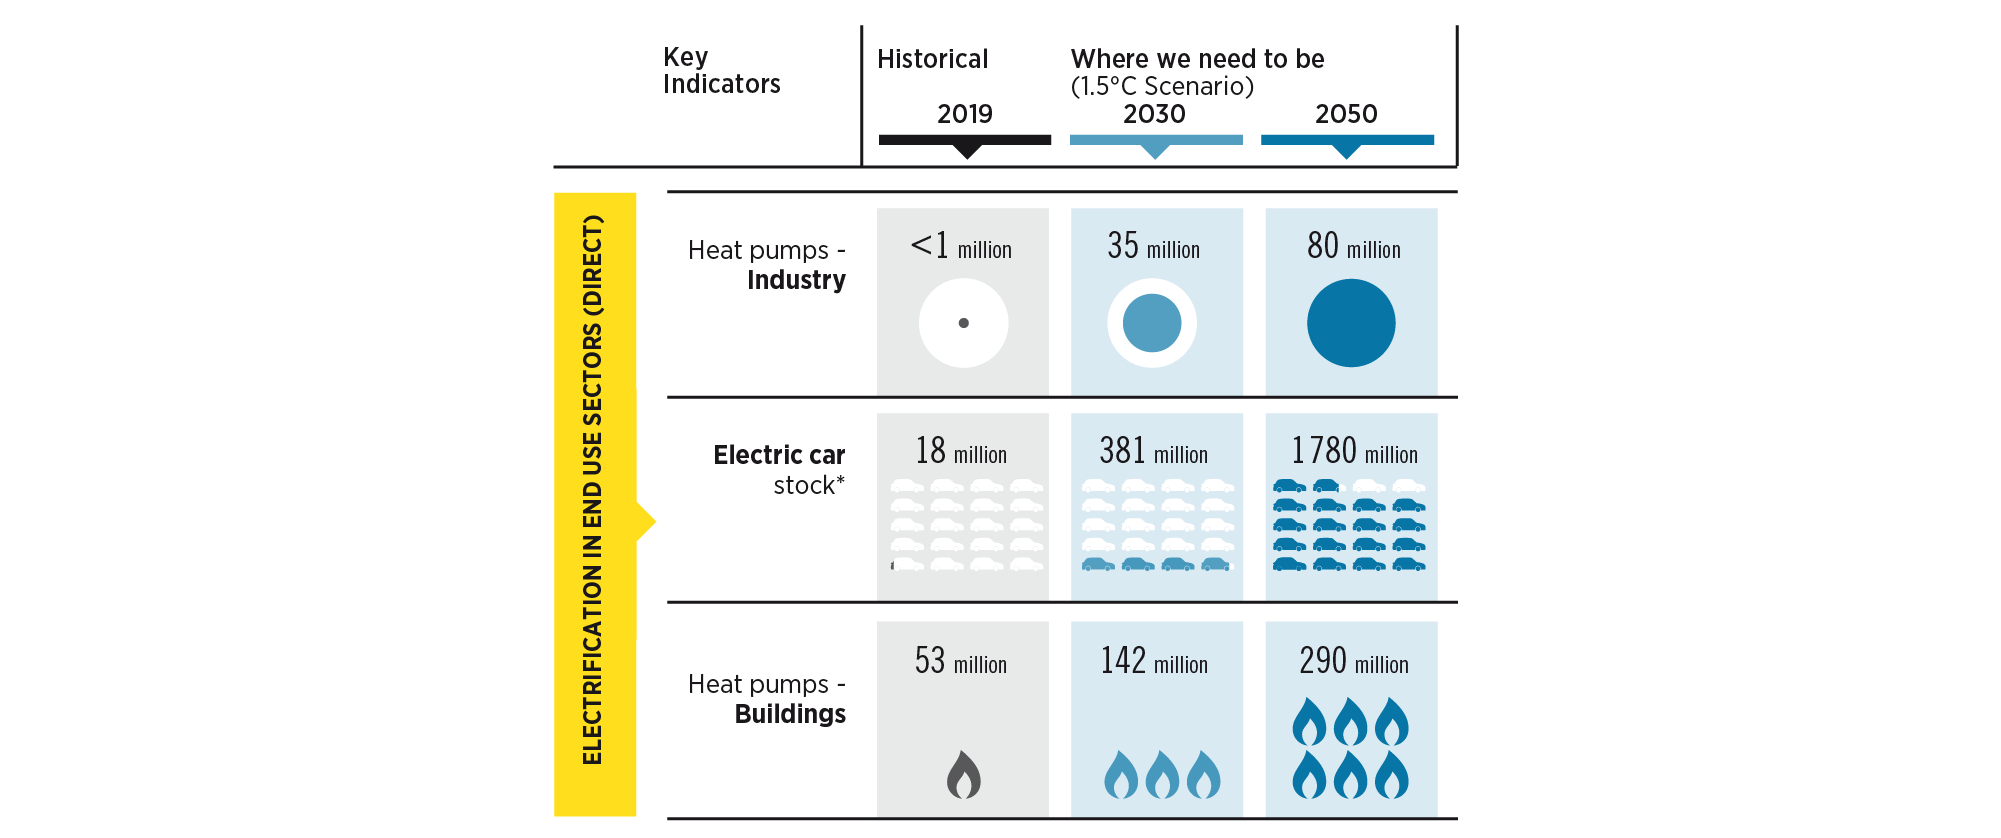 Key
Indicators
Historical
Where we need to be
(1.5°C Scenario)
2019
2030
2050
ELECTRIFICATION IN END USE SECTORS (DIRECT)
Heat pumps -
Industry
<1 million
35 million
80 million
Electric car
stock*
18 million
381 million
1 780 million
Heat pumps -
Buildings
53 million
142 million
290 million